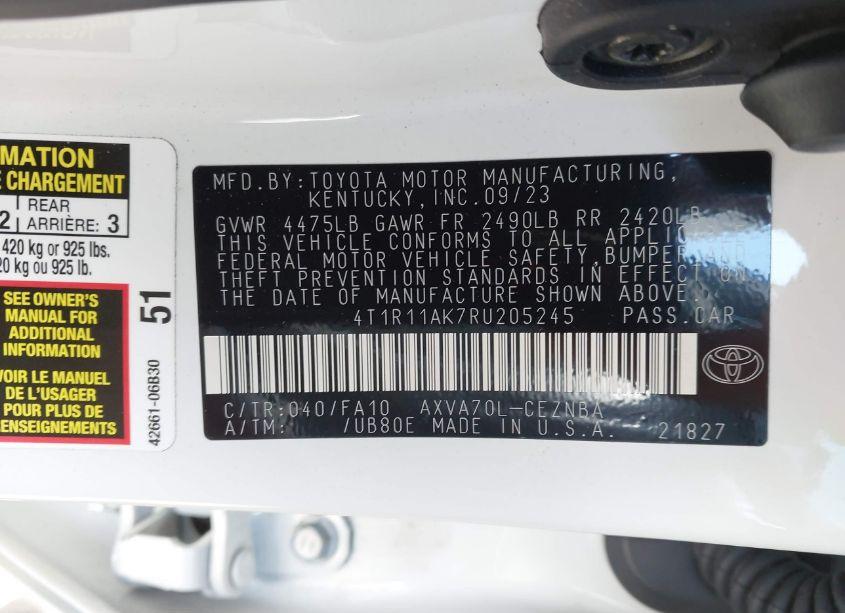 MATION
E CHARGEMENT
2 REAR
ARRIÈRE: 3
420 kg or 925 lbs.
20 kg ou 925 lb.
SEE OWNER'S
MANUAL FOR
ADDITIONAL
INFORMATION
VOIR LE MANUEL
DE L'USAGER
POUR PLUS DE
RENSEIGNEMENTS
51
42661-06B30
MFD.BY:TOYOTA MOTOR MANUFACTURING,
KENTUCKY,INC.09/23
GVWR 4475LB GAWR FR 2490LB RR 2420LB
THIS VEHICLE CONFORMS TO ALL
FEDERAL MOTOR VEHICLE SAFETY,BUMPER,
THEFT PREVENTION STANDARDS IN EFFECT ON
THE DATE OF MANUFACTURE SHOWN ABOVE.
4T1R11AK7RU205245 PASS.CAR
C/TR:040/FA10 AXVA70L-CEZNBA
A/TM: /UB80E MADE IN U.S.A. 21827